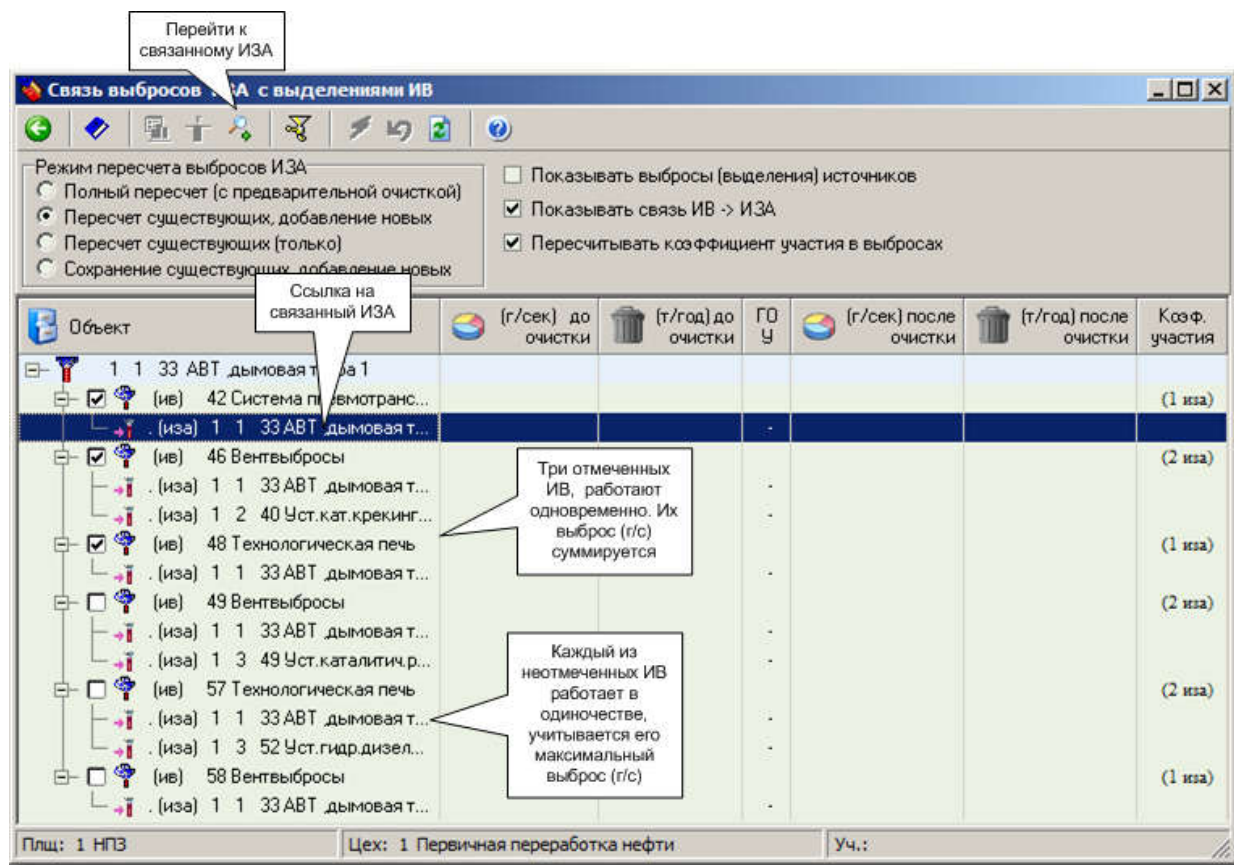 Перейти к
связанному ИЗА
Связь выбросов ИЗА с выделениями ИВ
Режим пересчета выбросов ИЗА
Полный пересчет (с предварительной очисткой)
Пересчет существующих, добавление новых
Пересчет существующих (только)
Сохранение существующих, добавление новых
Показывать выбросы (выделения) источников
Показывать связь ИВ -> ИЗА
Пересчитывать коэффициент участия в выбросах
Ссылка на
связанный ИЗА
Объект
(г/сек) до
очистки
(т/год) до
очистки
ГО
У
(г/сек) после
очистки
(т/год) после
очистки
Коэф.
участия
1 1 33 АВТ дымовая т ба 1
(ив) 42 Система пневмотранс... (1 иза)
. (иза) 1 1 33 АВТ дымовая т... -
(ив) 46 Вентвыбросы (2 иза)
. (иза) 1 1 33 АВТ дымовая т... -
. (иза) 1 2 40 Уст.кат.крекинг... -
(ив) 48 Технологическая печь (1 иза)
. (иза) 1 1 33 АВТ дымовая т... -
(ив) 49 Вентвыбросы (2 иза)
. (иза) 1 1 33 АВТ дымовая т... -
. (иза) 1 3 49 Уст.каталитич.р... -
(ив) 57 Технологическая печь (2 иза)
. (иза) 1 1 33 АВТ дымовая т... -
. (иза) 1 3 52 Уст.гидр.дизел... -
(ив) 58 Вентвыбросы (1 иза)
. (иза) 1 1 33 АВТ дымовая т... -
Три отмеченных
ИВ, работают
одновременно. Их
выброс (г/с)
суммируется
Каждый из
неотмеченных ИВ
работает в
одиночестве,
учитывается его
максимальный
выброс (г/с)
Плщ: 1 НПЗ
Цех: 1 Первичная переработка нефти
Уч.: